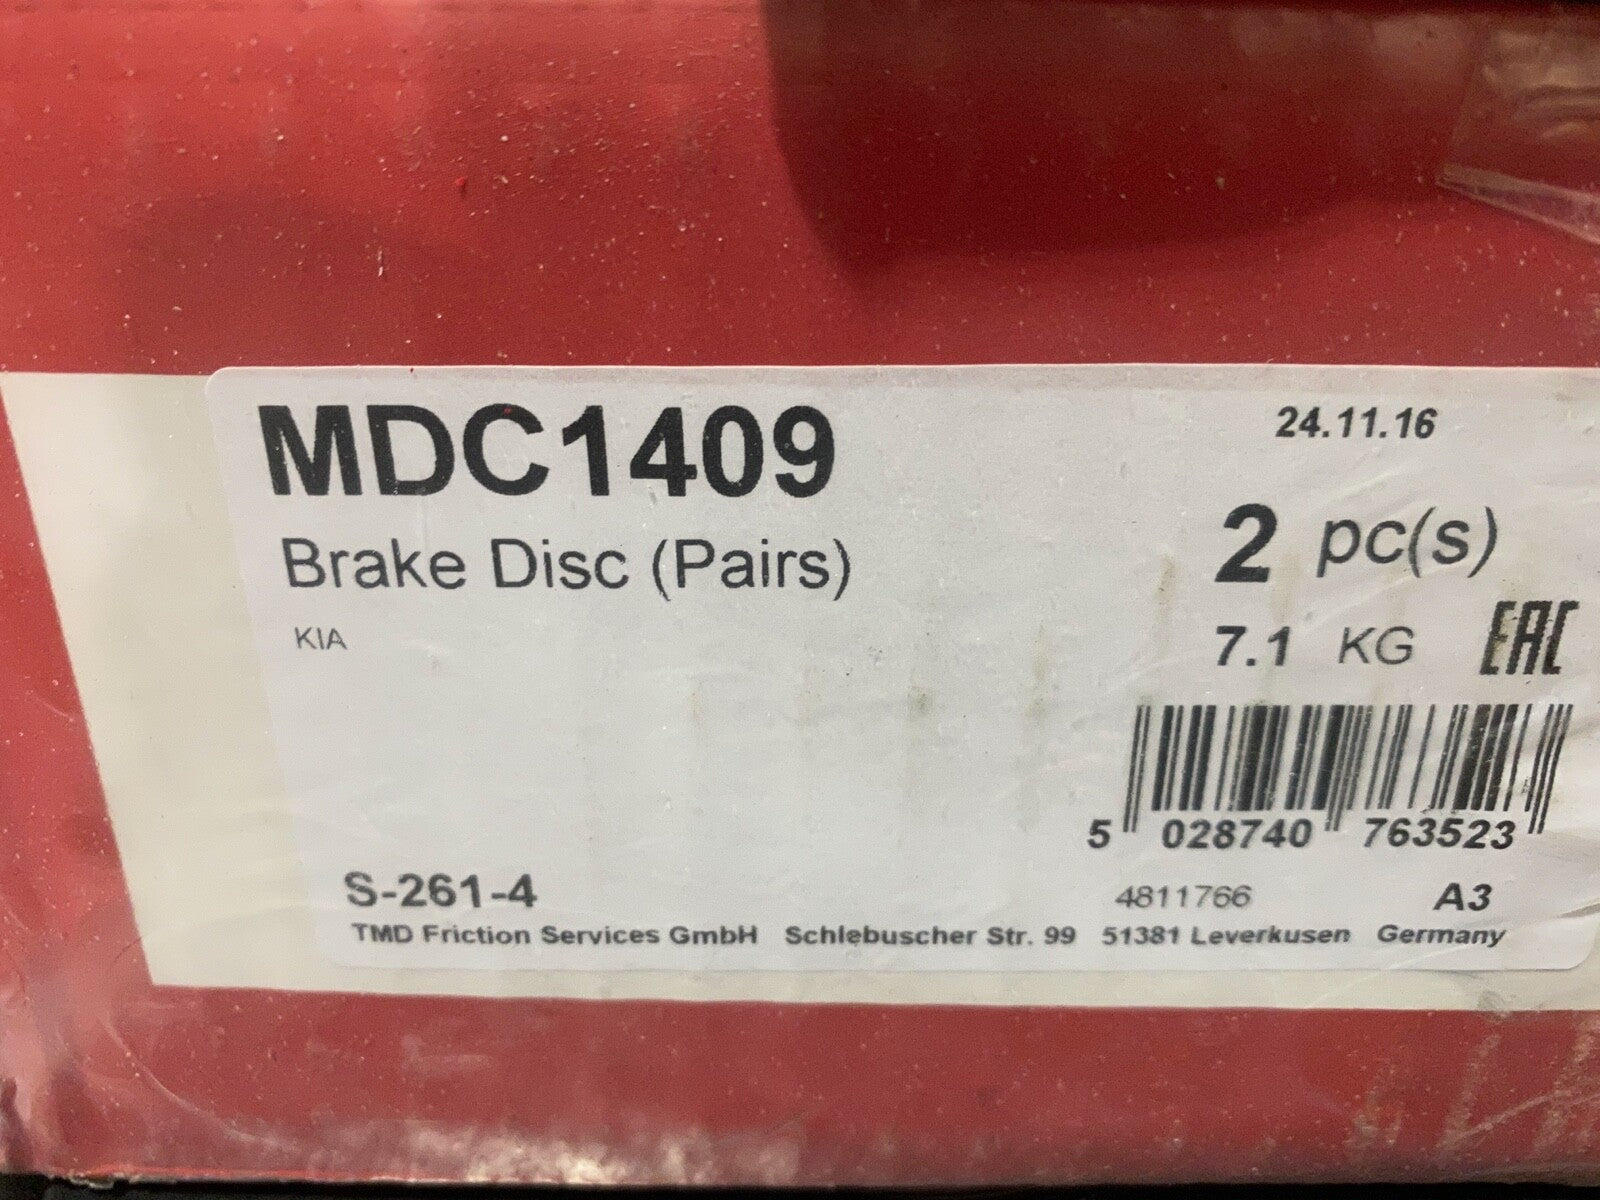 MDC1409
24.11.16
Brake Disc (Pairs)
2 pc(s)
KIA
7.1 KG
EAC
5 028740 763523
S-261-4
4811766 A3
TMD Friction Services GmbH Schlebuscher Str. 99 51381 Leverkusen Germany